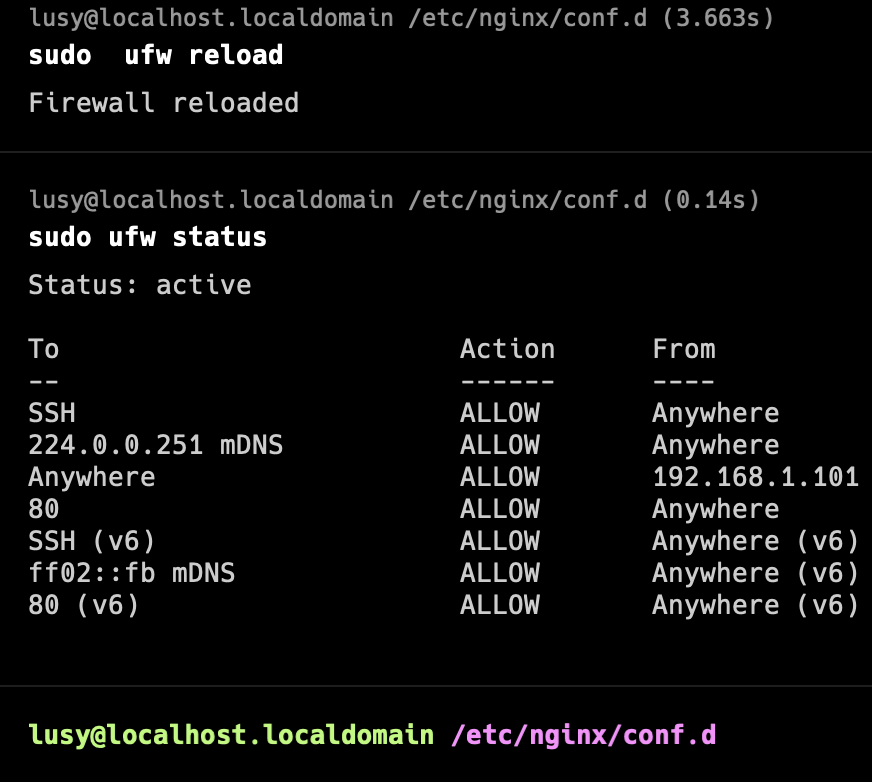 lusy@localhost.localdomain /etc/nginx/conf.d (3.663s)
sudo  ufw reload
Firewall reloaded
lusy@localhost.localdomain /etc/nginx/conf.d (0.14s)
sudo ufw status
Status: active
To                         Action      From
--                         ------      ----
SSH                        ALLOW       Anywhere
224.0.0.251 mDNS           ALLOW       Anywhere
Anywhere                   ALLOW       192.168.1.101
80                         ALLOW       Anywhere
SSH (v6)                   ALLOW       Anywhere (v6)
ff02::fb mDNS              ALLOW       Anywhere (v6)
80 (v6)                    ALLOW       Anywhere (v6)
lusy@localhost.localdomain /etc/nginx/conf.d